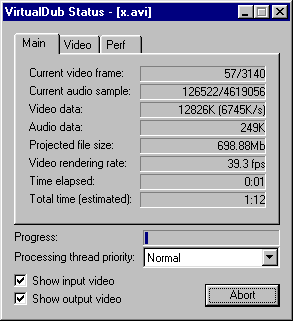 VirtualDub Status - [x.avi]
Main Video Perf
Current video frame: 57/3140
Current audio sample: 126522/4619056
Video data: 12826K (6745K/s)
Audio data: 249K
Projected file size: 698.88Mb
Video rendering rate: 39.3 fps
Time elapsed: 0:01
Total time (estimated): 1:12
Progress:
Processing thread priority: Normal
Show input video
Show output video
Abort